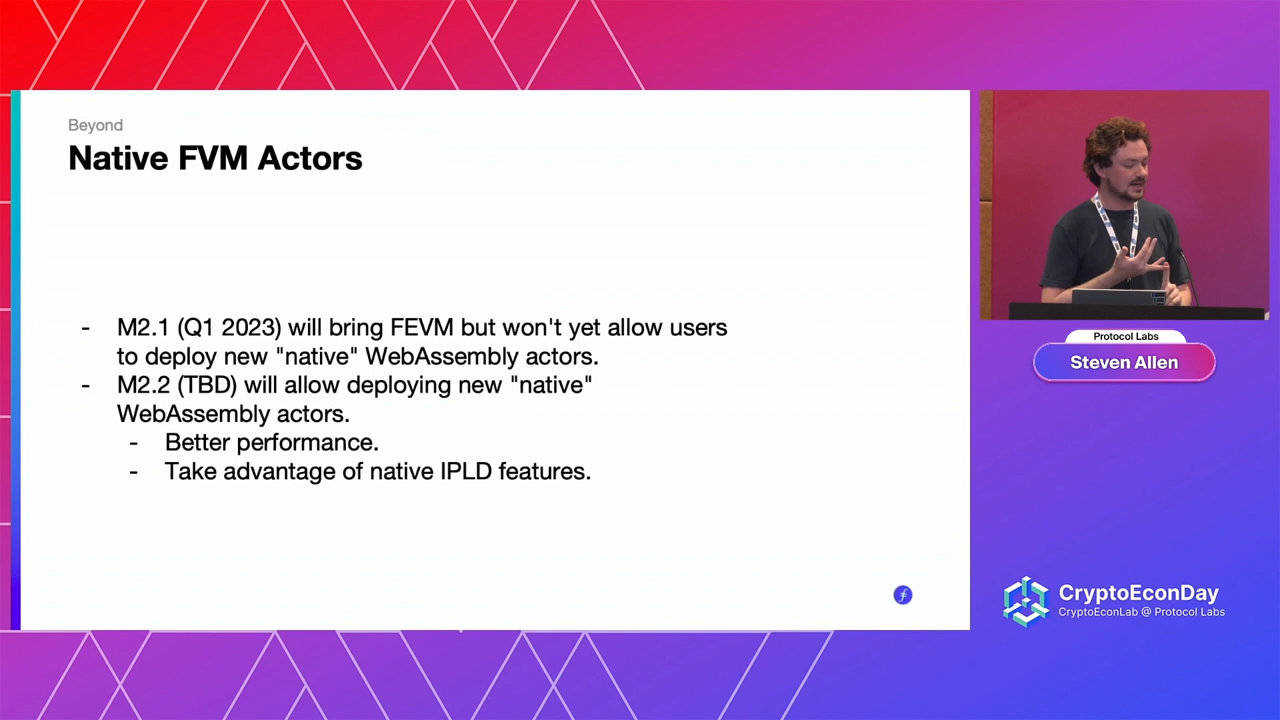 Beyond
Native FVM Actors
- M2.1 (Q1 2023) will bring FEVM but won't yet allow users
to deploy new "native" WebAssembly actors.
- M2.2 (TBD) will allow deploying new "native"
WebAssembly actors.
- Better performance.
- Take advantage of native IPLD features.
Protocol Labs
Steven Allen
CryptoEconDay
CryptoEconLab @ Protocol Labs